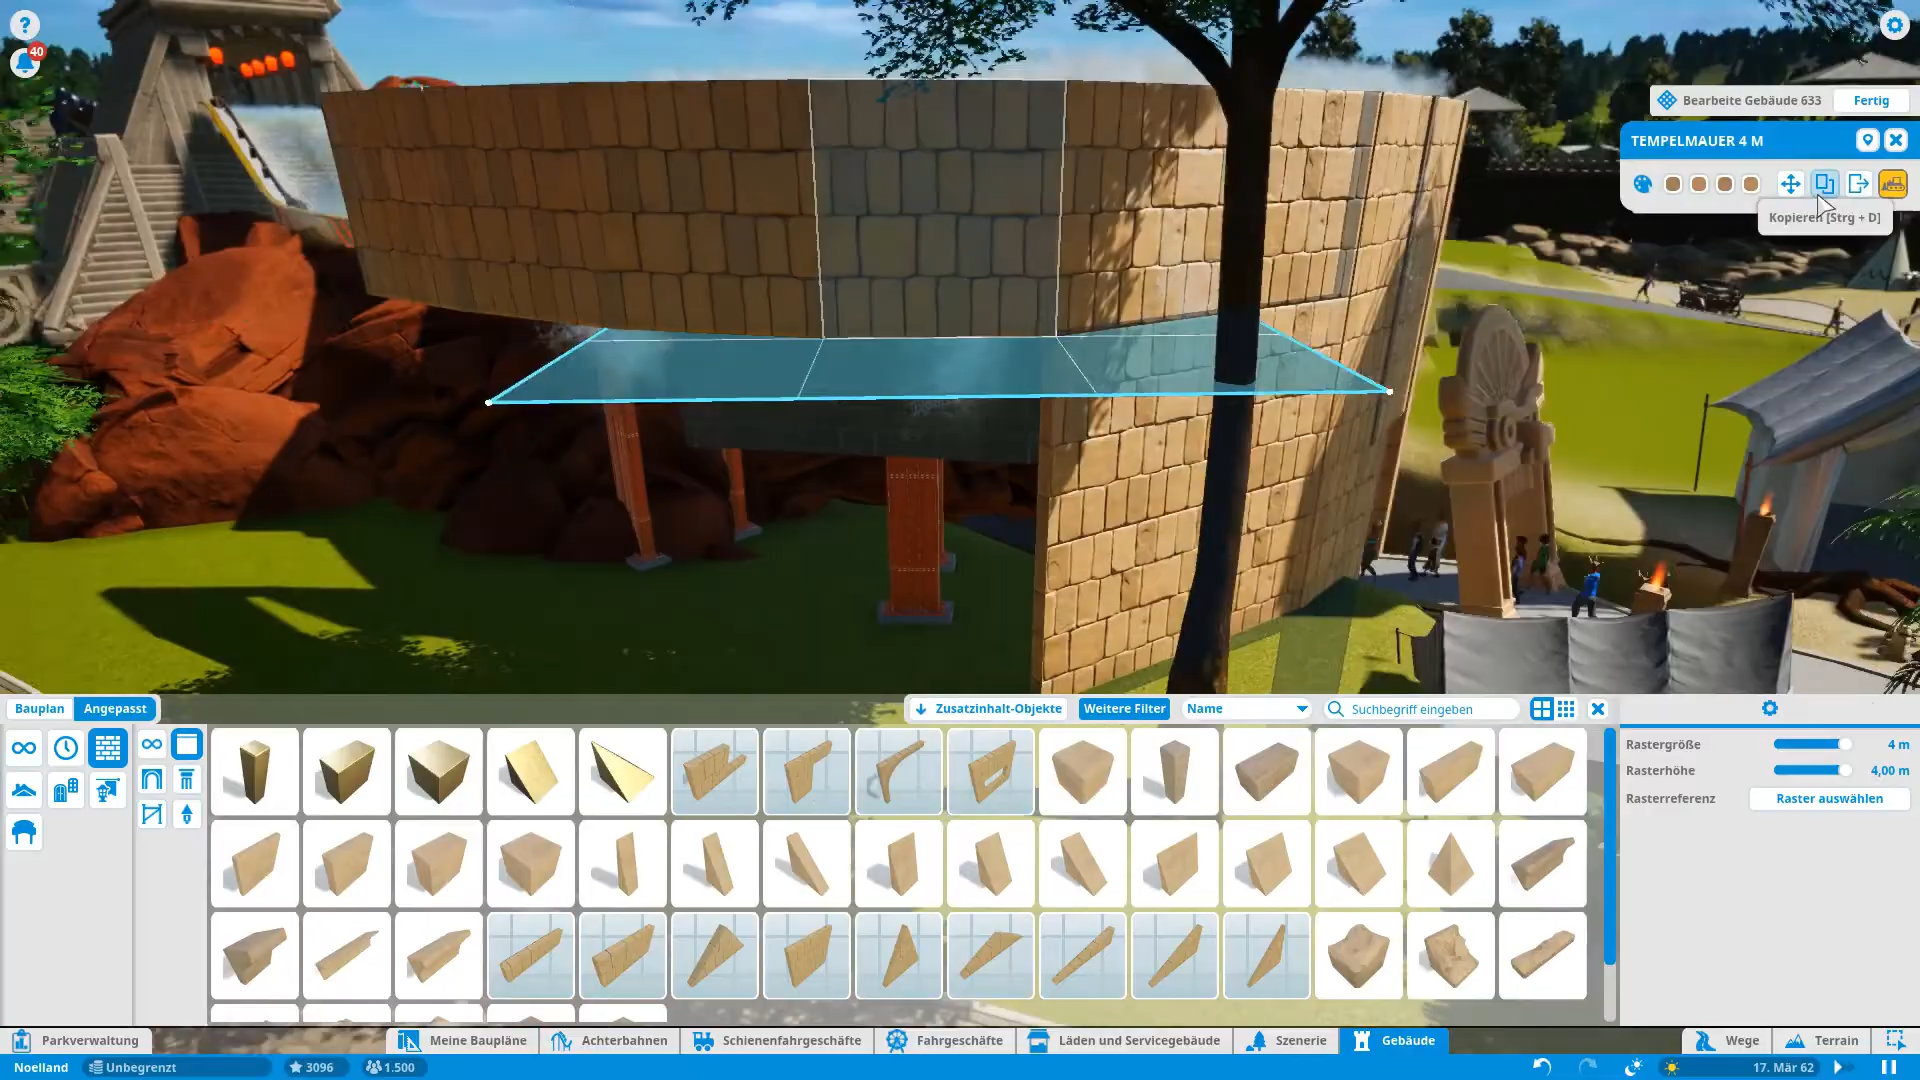 ?
40
Bearbeite Gebäude 633
Fertig
TEMPELMAUER 4 M
Kopieren [Strg + D]
Bauplan
Angepasst
Zusatzinhalt-Objekte
Weitere Filter
Name
Suchbegriff eingeben
Rastergröße
4 m
Rasterhöhe
4,00 m
Rasterreferenz
Raster auswählen
Parkverwaltung
Meine Baupläne
Achterbahnen
Schienenfahrgeschäfte
Fahrgeschäfte
Läden und Servicegebäude
Szenerie
Gebäude
Wege
Terrain
Noelland
Unbegrenzt
3096
1.500
17. Mär 62